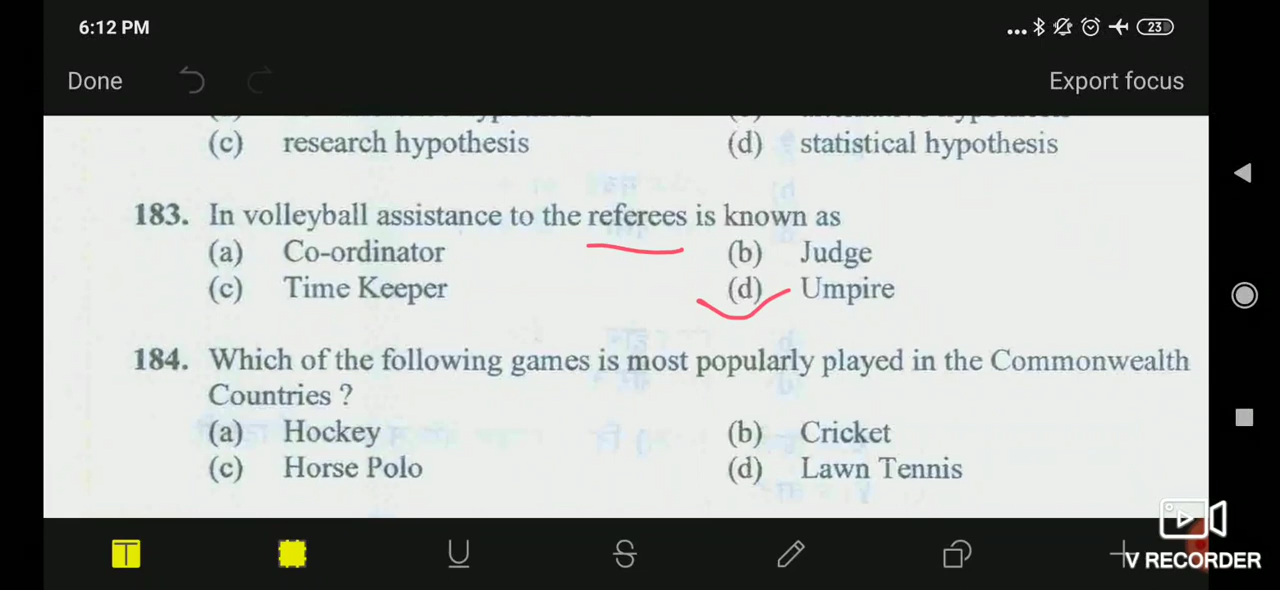 6:12 PM
23
Done
Export focus
(c) research hypothesis (d) statistical hypothesis
183. In volleyball assistance to the referees is known as
(a) Co-ordinator (b) Judge
(c) Time Keeper (d) Umpire
184. Which of the following games is most popularly played in the Commonwealth
Countries ?
(a) Hockey (b) Cricket
(c) Horse Polo (d) Lawn Tennis
T U S
V RECORDER